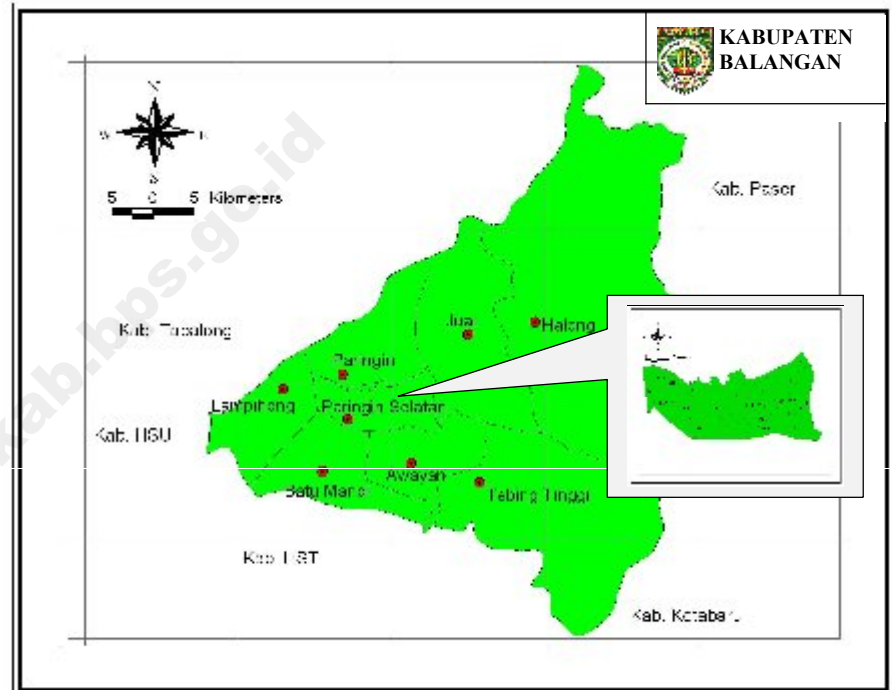 KABUPATEN
BALANGAN
W
S
5 0 5 Kilometers
Kab. Paser
Kab. Tabalong
Jua
Halong
Paringin
Lampihong
Paringin Selatan
Kab. HSU
Awayan
Batu Mandi
Tebing Tinggi
Kab. HST
Kab. Kotabaru
kab.bps.go.id